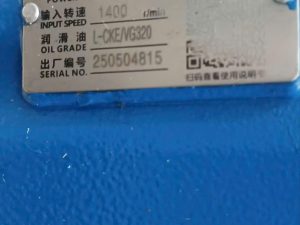 POWER
输入转速 1400 r/min
INPUT SPEED
润滑油 L-CKE/VG320
OIL GRADE
出厂编号 250504815
SERIAL NO.
扫码查看使用说明